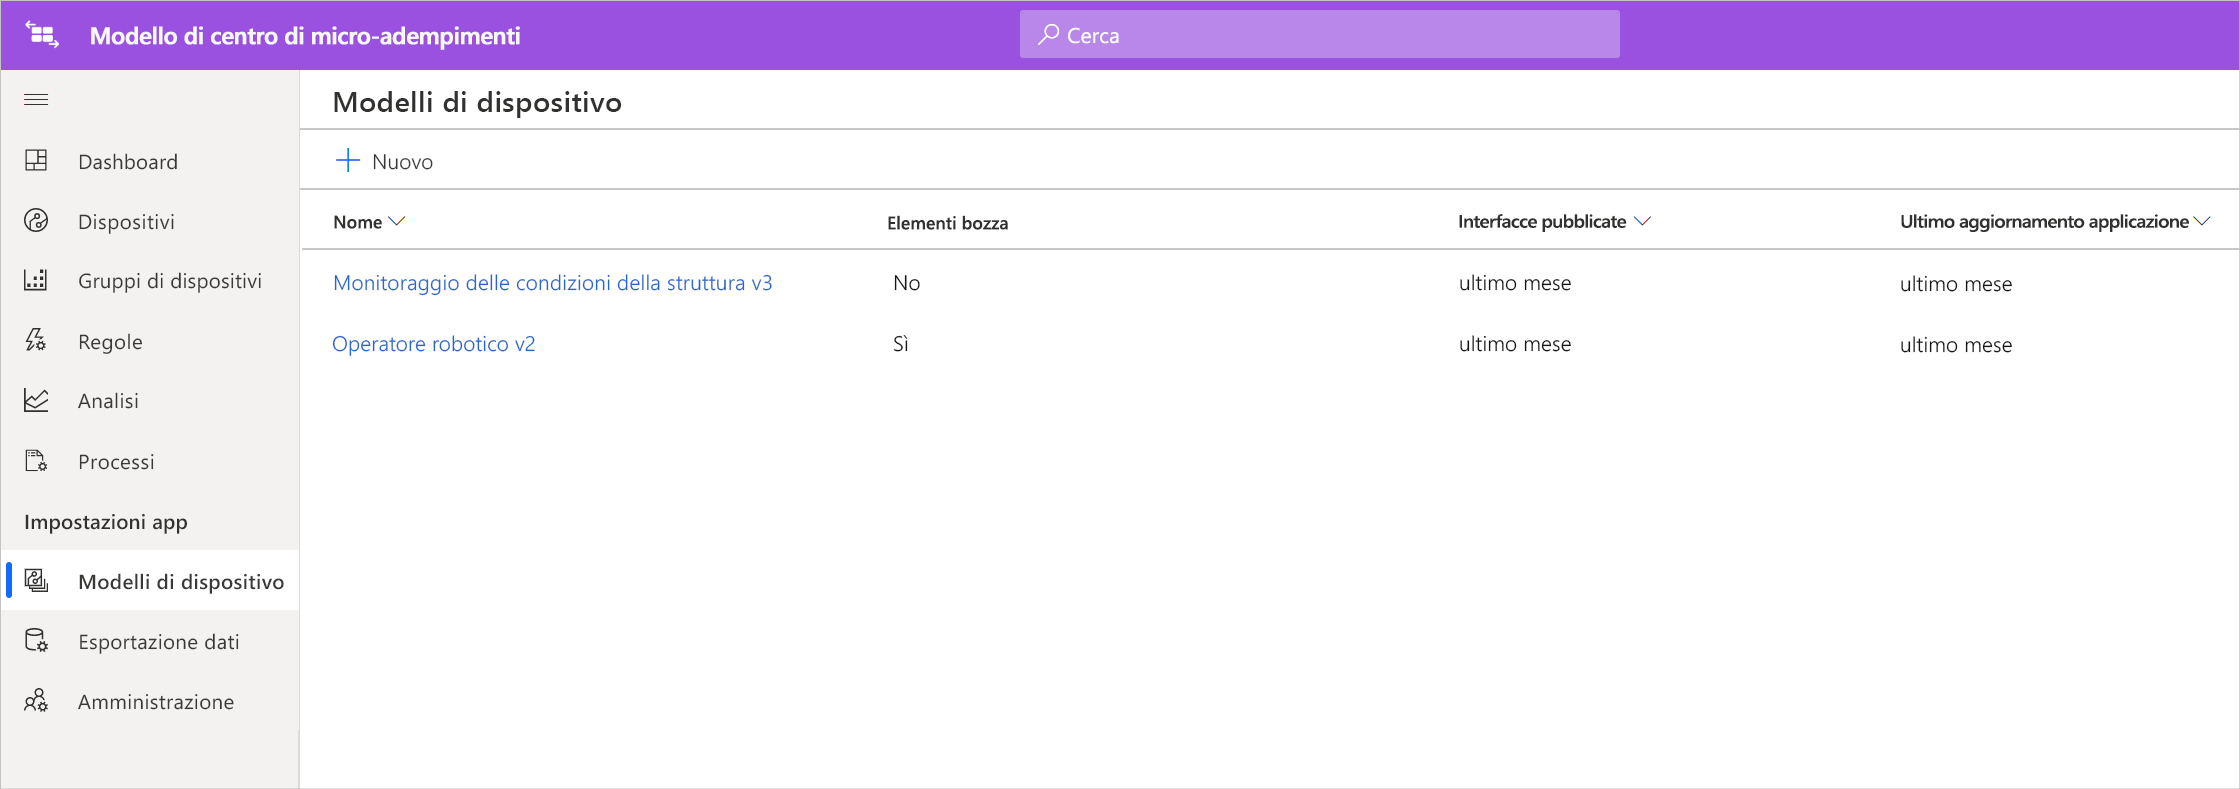 Modello di centro di micro-adempimenti
Cerca
Dashboard
Dispositivi
Gruppi di dispositivi
Regole
Analisi
Processi
Impostazioni app
Modelli di dispositivo
Esportazione dati
Amministrazione
Modelli di dispositivo
Nuovo
Nome Elementi bozza Interfacce pubblicate Ultimo aggiornamento applicazione
Monitoraggio delle condizioni della struttura v3 No ultimo mese ultimo mese
Operatore robotico v2 Sì ultimo mese ultimo mese